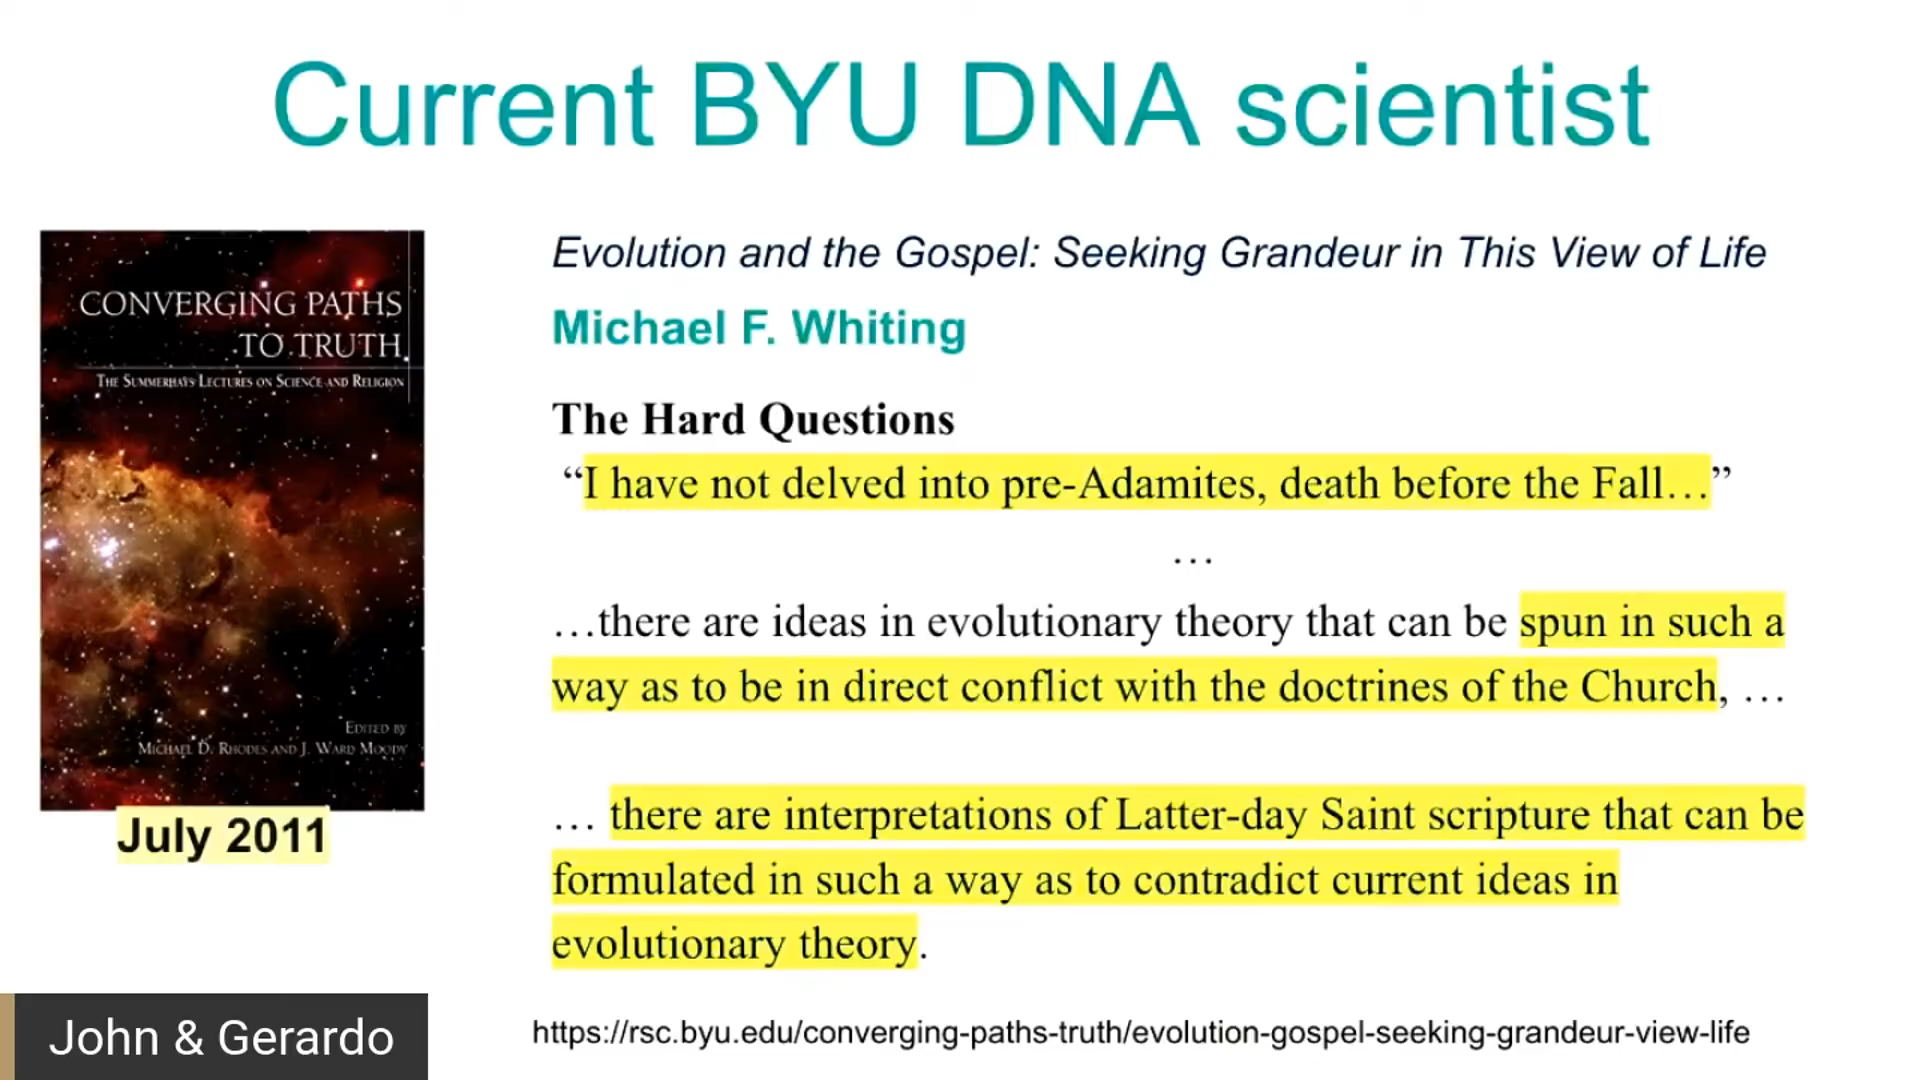 Current BYU DNA scientist
CONVERGING PATHS
TO TRUTH
THE SUMMERHAYS LECTURES ON SCIENCE AND RELIGION
EDITED BY
MICHAEL D. RHODES AND J. WARD MOODY
July 2011
Evolution and the Gospel: Seeking Grandeur in This View of Life
Michael F. Whiting
The Hard Questions
“I have not delved into pre-Adamites, death before the Fall…”
…
…there are ideas in evolutionary theory that can be spun in such a
way as to be in direct conflict with the doctrines of the Church, …
… there are interpretations of Latter-day Saint scripture that can be
formulated in such a way as to contradict current ideas in
evolutionary theory.
John & Gerardo
https://rsc.byu.edu/converging-paths-truth/evolution-gospel-seeking-grandeur-view-life